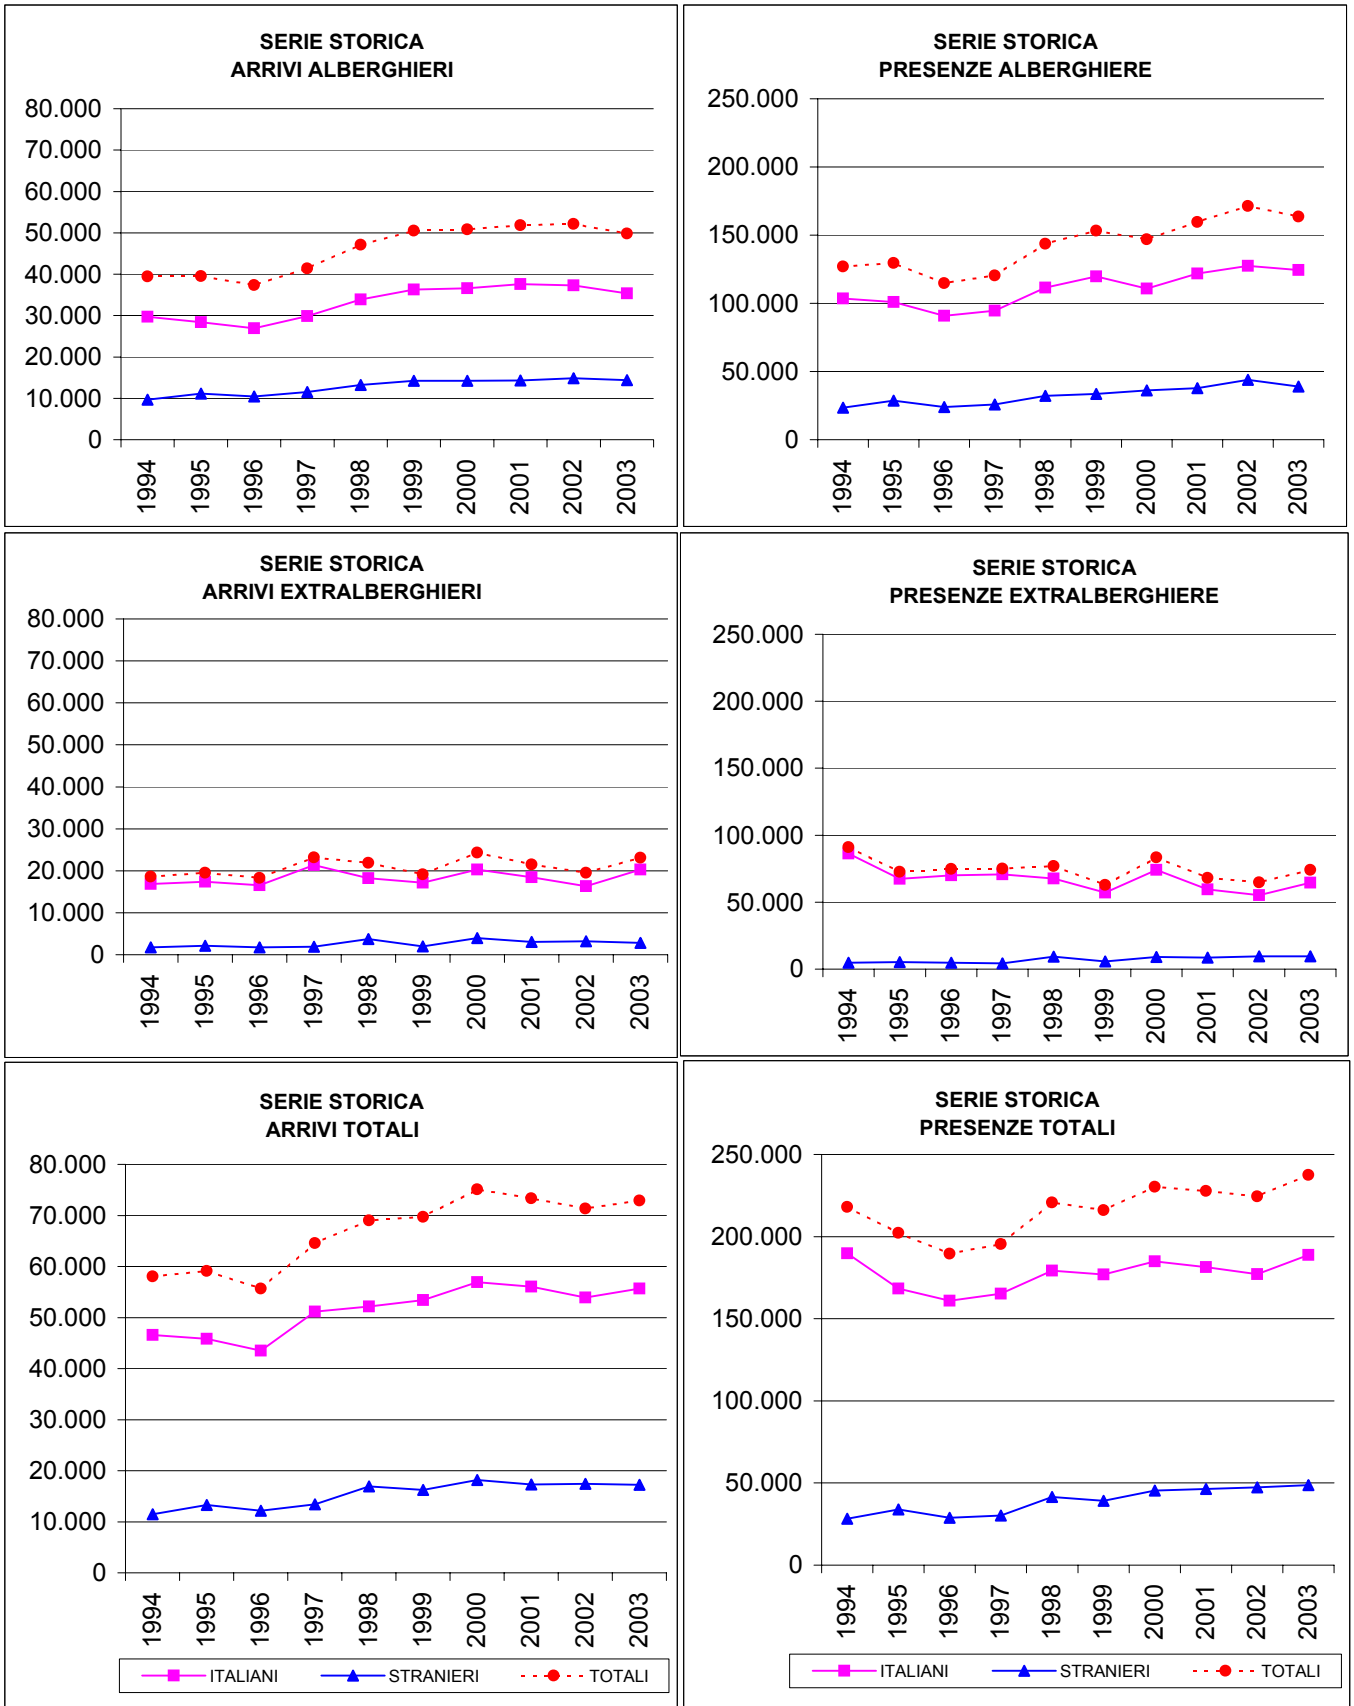 SERIE STORICA
ARRIVI ALBERGHIERI
80.000
70.000
60.000
50.000
40.000
30.000
20.000
10.000
0
1994 1995 1996 1997 1998 1999 2000 2001 2002 2003
SERIE STORICA
PRESENZE ALBERGHIERE
250.000
200.000
150.000
100.000
50.000
0
1994 1995 1996 1997 1998 1999 2000 2001 2002 2003
SERIE STORICA
ARRIVI EXTRALBERGHIERI
80.000
70.000
60.000
50.000
40.000
30.000
20.000
10.000
0
1994 1995 1996 1997 1998 1999 2000 2001 2002 2003
SERIE STORICA
PRESENZE EXTRALBERGHIERE
250.000
200.000
150.000
100.000
50.000
0
1994 1995 1996 1997 1998 1999 2000 2001 2002 2003
SERIE STORICA
ARRIVI TOTALI
80.000
70.000
60.000
50.000
40.000
30.000
20.000
10.000
0
1994 1995 1996 1997 1998 1999 2000 2001 2002 2003
ITALIANI STRANIERI TOTALI
SERIE STORICA
PRESENZE TOTALI
250.000
200.000
150.000
100.000
50.000
0
1994 1995 1996 1997 1998 1999 2000 2001 2002 2003
ITALIANI STRANIERI TOTALI